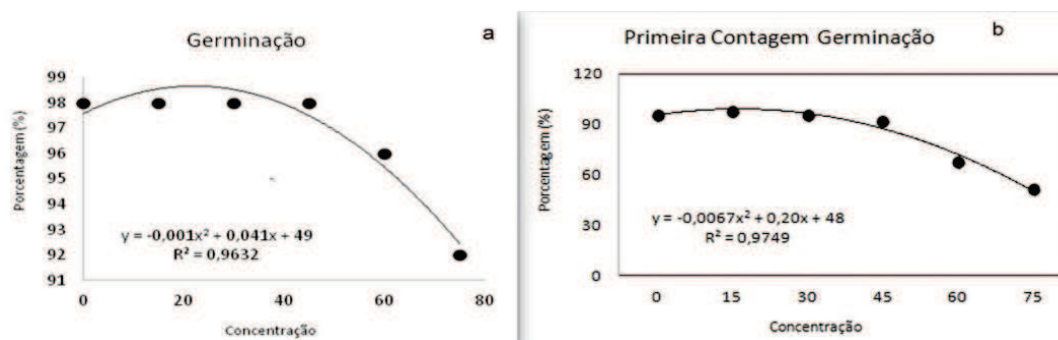 Germinação
a
Porcentagem (%)
99
98
97
96
95
94
93
92
91
y = -0,001x² + 0,041x + 49
R² = 0,9632
0
20
40
60
80
Concentração
Primeira Contagem Germinação
b
Porcentagem (%)
120
90
60
30
0
y = -0,0067x² + 0,20x + 48
R² = 0,9749
0
15
30
45
60
75
Concentração